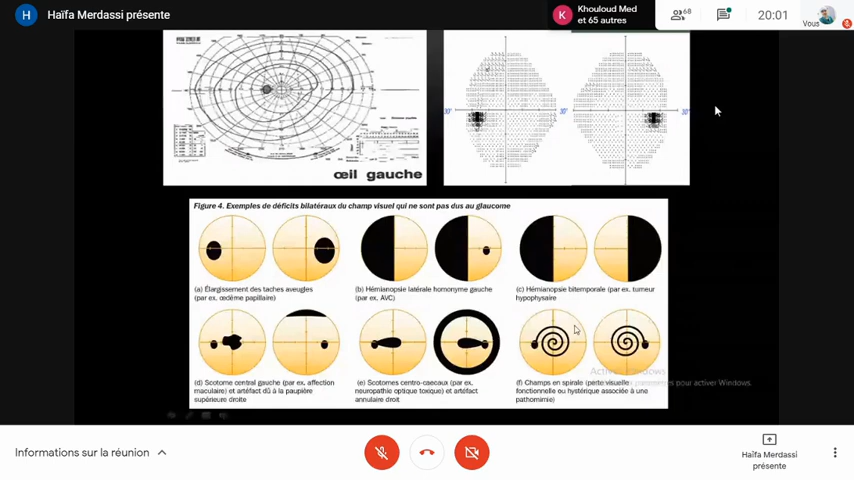 H
Haïfa Merdassi présente
K
Khouloud Med
et 65 autres
68
20:01
Vous
œil gauche
30°
30°
30°
Figure 4. Exemples de déficits bilatéraux du champ visuel qui ne sont pas dus au glaucome
(a) Élargissement des taches aveugles
(par ex. œdème papillaire)
(b) Hémianopsie latérale homonyme gauche
(par ex. AVC)
(c) Hémianopsie bitemporale (par ex. tumeur
hypophysaire
(d) Scotome central gauche (par ex. affection
maculaire) et artéfact dû à la paupière
supérieure droite
(e) Scotomes centro-caecaux (par ex.
neuropathie optique toxique) et artéfact
annulaire droit
(f) Champs en spirale (perte visuelle
fonctionnelle ou hystérique associée à une
pathomimie)
Activer Windows
pour activer Windows.
Informations sur la réunion
Haïfa Merdassi
présente